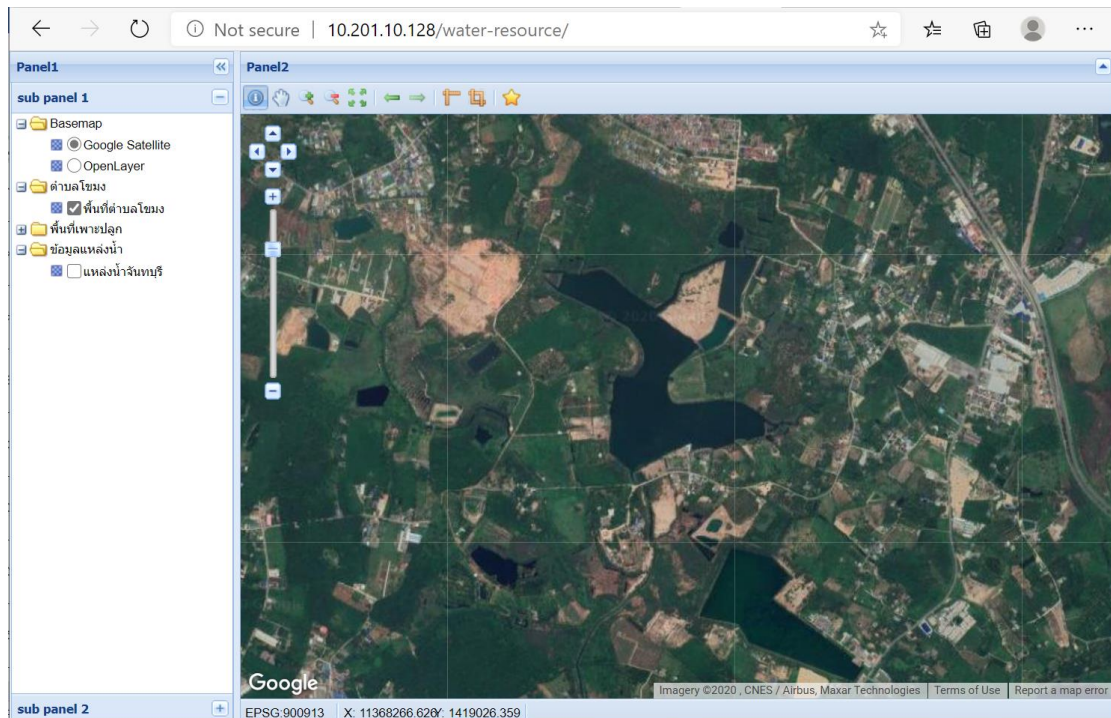 Not secure | 10.201.10.128/water-resource/
Panel1
Panel2
sub panel 1
Basemap
Google Satellite
OpenLayer
ตำบลโขมง
พื้นที่ตำบลโขมง
พื้นที่เพาะปลูก
ข้อมูลแหล่งน้ำ
แหล่งน้ำจันทบุรี
Google
Imagery ©2020 , CNES / Airbus, Maxar Technologies | Terms of Use | Report a map error
sub panel 2
EPSG:900913 X: 11368266.626 Y: 1419026.359